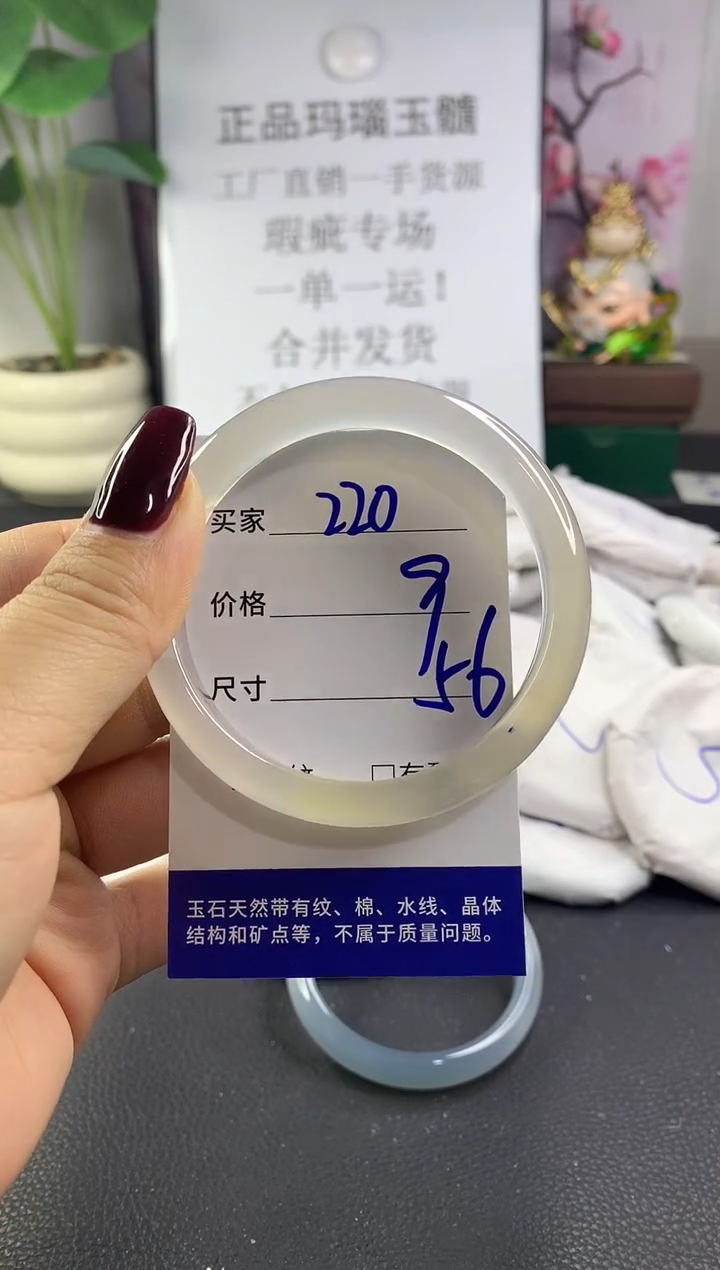 正品玛瑙玉髓
工厂直销一手货源
瑕疵专场
一单一运！
合并发货
买家 220
价格
尺寸 56
玉石天然带有纹、棉、水线、晶体
结构和矿点等，不属于质量问题。